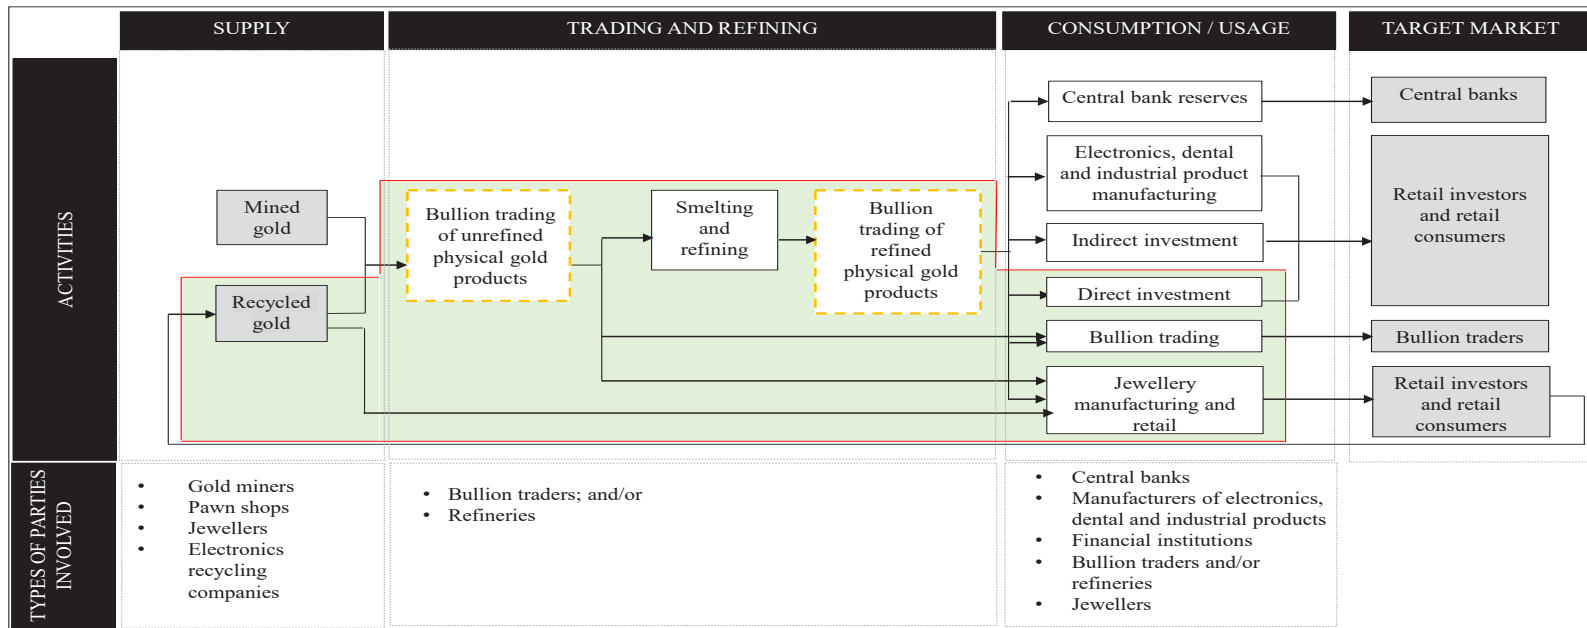 SUPPLY
TRADING AND REFINING
CONSUMPTION / USAGE
TARGET MARKET
ACTIVITIES
Mined
gold
Recycled
gold
Bullion trading
of unrefined
physical gold
products
Smelting
and
refining
Bullion
trading of
refined
physical gold
products
Central bank reserves
Electronics, dental
and industrial product
manufacturing
Indirect investment
Direct investment
Bullion trading
Jewellery
manufacturing and
retail
Central banks
Retail investors
and retail
consumers
Bullion traders
Retail investors
and retail
consumers
TYPES OF PARTIES
INVOLVED
• Gold miners
• Pawn shops
• Jewellers
• Electronics
recycling
companies
• Bullion traders; and/or
• Refineries
• Central banks
• Manufacturers of electronics,
dental and industrial products
• Financial institutions
• Bullion traders and/or
refineries
• Jewellers